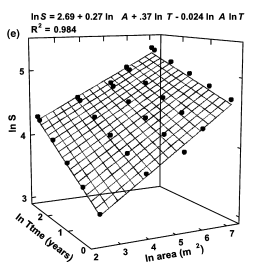 ln S = 2.69 + 0.27 ln A + .37 ln T - 0.024 ln A ln T
(e) R² = 0.984
5
4
3
ln S
2
1
0
ln Ttme (years)
2 3 4 5 6 7
ln area (m²)